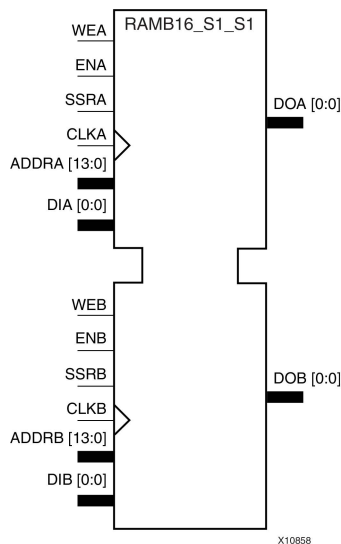 RAMB16_S1_S1
WEA
ENA
SSRA
CLKA
ADDRA [13:0]
DIA [0:0]
DOA [0:0]
WEB
ENB
SSRB
CLKB
ADDRB [13:0]
DIB [0:0]
DOB [0:0]
X10858